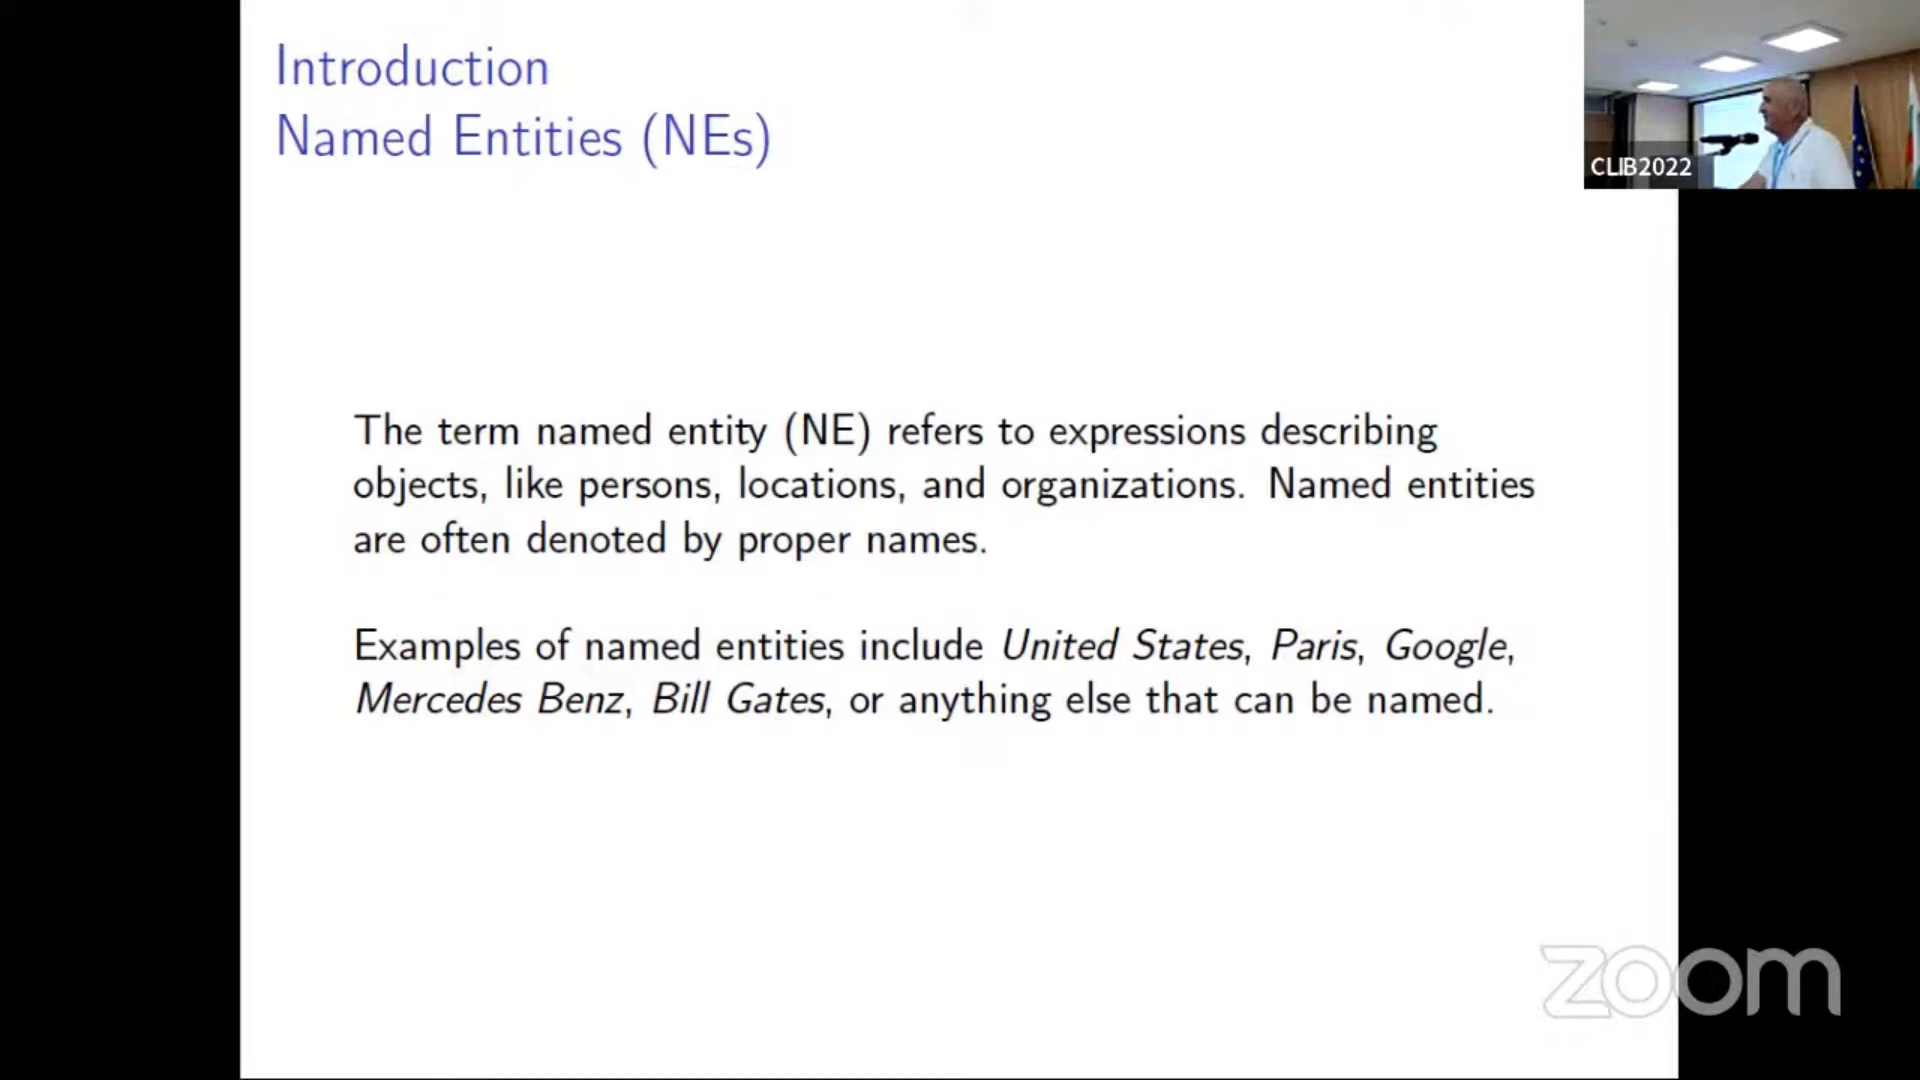 Introduction
Named Entities (NEs)
CLIB2022
The term named entity (NE) refers to expressions describing
objects, like persons, locations, and organizations. Named entities
are often denoted by proper names.
Examples of named entities include United States, Paris, Google,
Mercedes Benz, Bill Gates, or anything else that can be named.
zoom